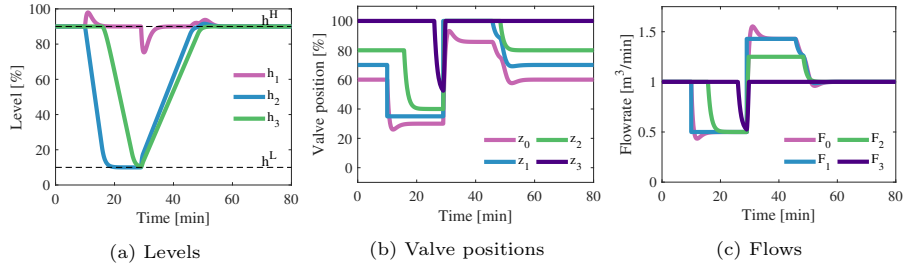 100
80
60
40
20
0
0
20
40
60
80
Level [%]
Time [min]
h^H
h^L
h_1
h_2
h_3
(a) Levels
100
80
60
40
20
0
0
20
40
60
80
Valve position [%]
Time [min]
z_0 z_2
z_1 z_3
(b) Valve positions
1.5
1
0.5
0
0
20
40
60
80
Flowrate [m^3/min]
Time [min]
F_0 F_2
F_1 F_3
(c) Flows